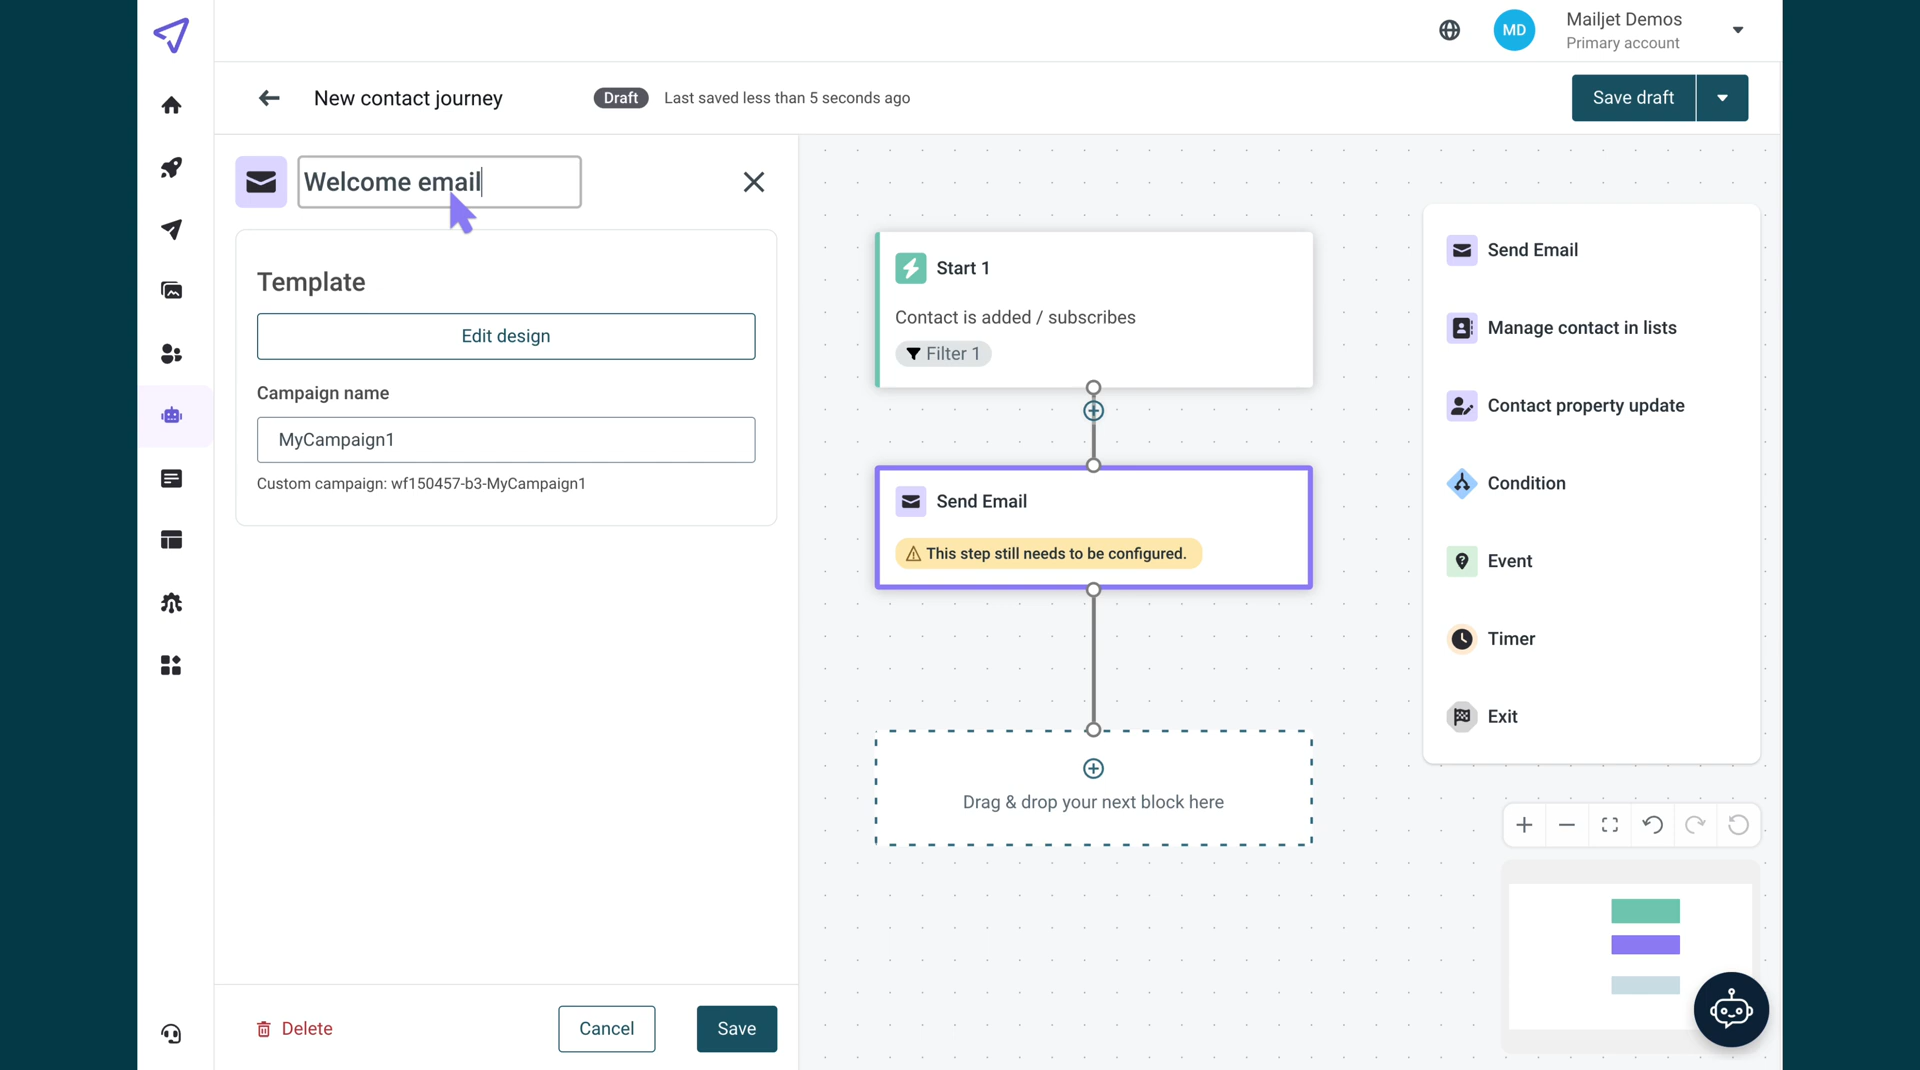 MD
Mailjet Demos
Primary account
New contact journey
Draft
Last saved less than 5 seconds ago
Save draft
Welcome email
Template
Edit design
Campaign name
MyCampaign1
Custom campaign: wf150457-b3-MyCampaign1
Delete
Cancel
Save
Start 1
Contact is added / subscribes
Filter 1
Send Email
This step still needs to be configured.
Drag & drop your next block here
Send Email
Manage contact in lists
Contact property update
Condition
Event
Timer
Exit